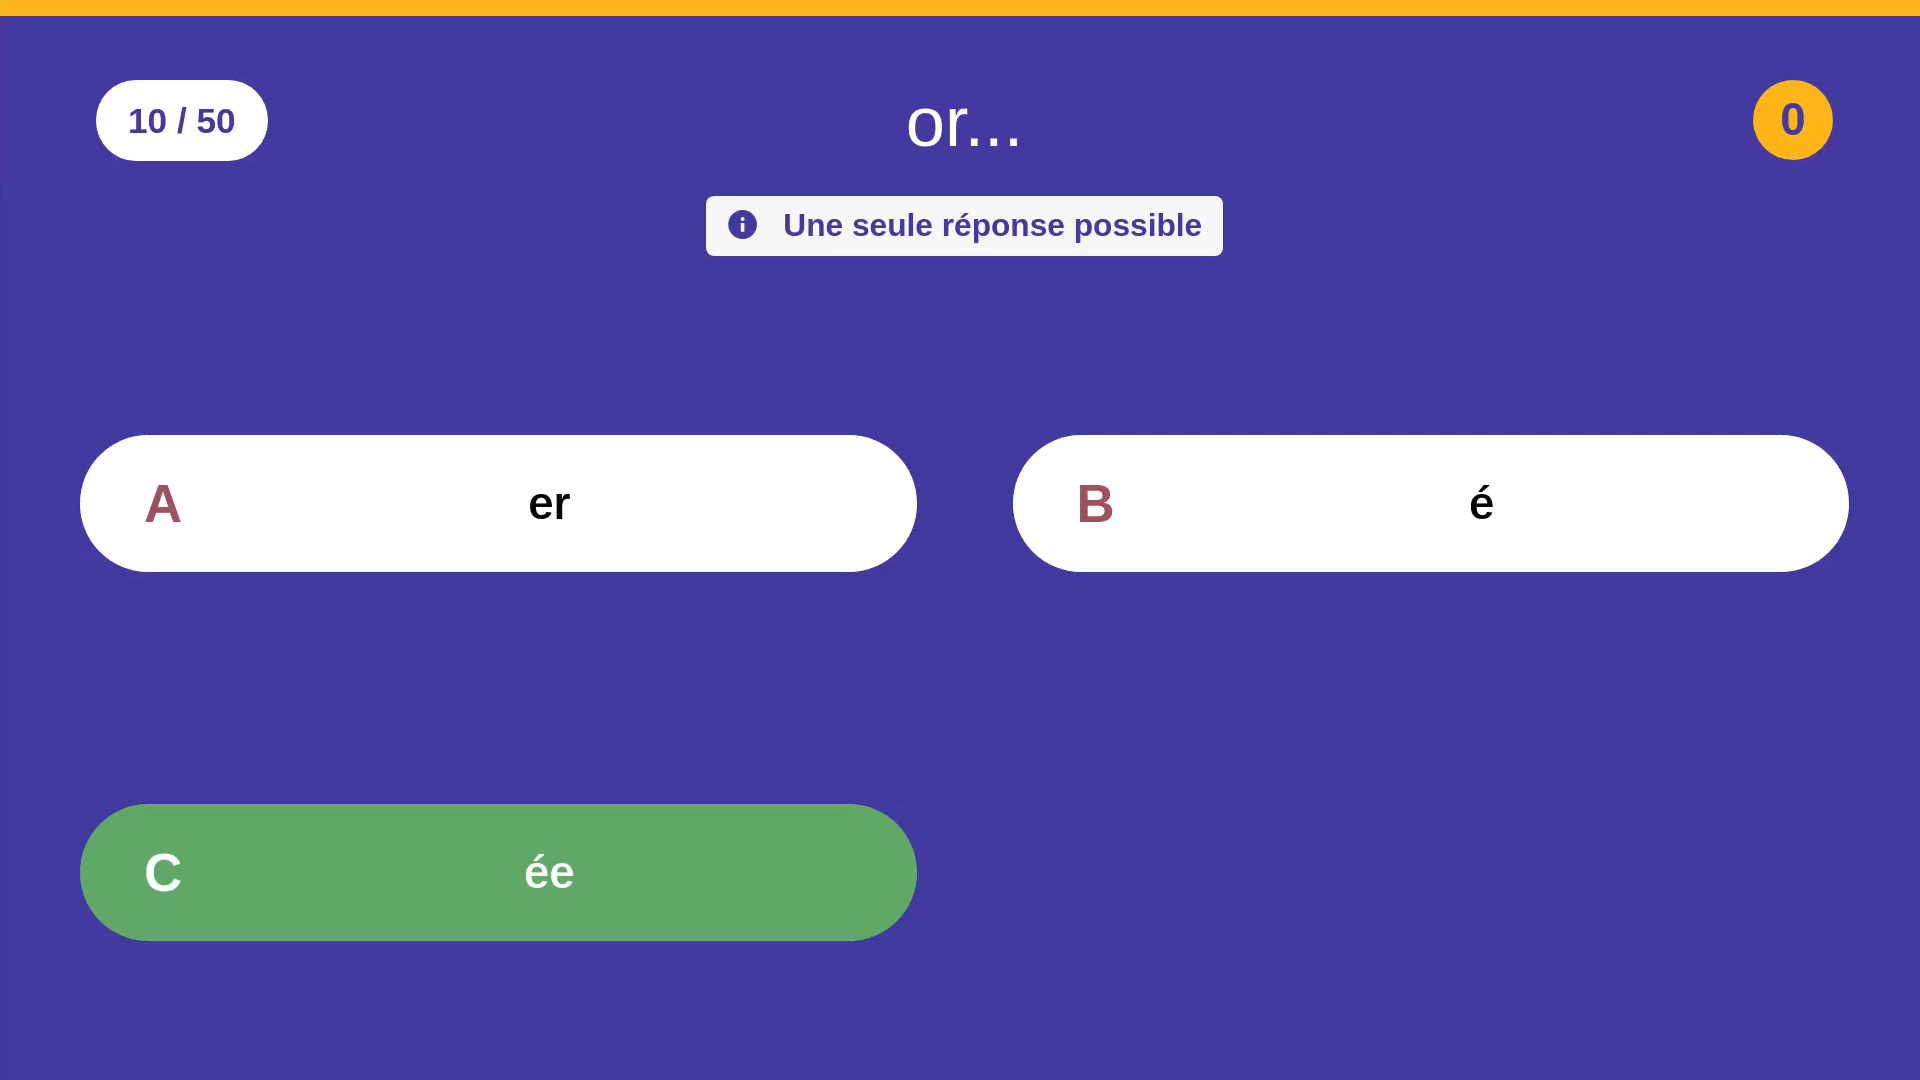 10 / 50
or...
0
Une seule réponse possible
A er
B é
C ée